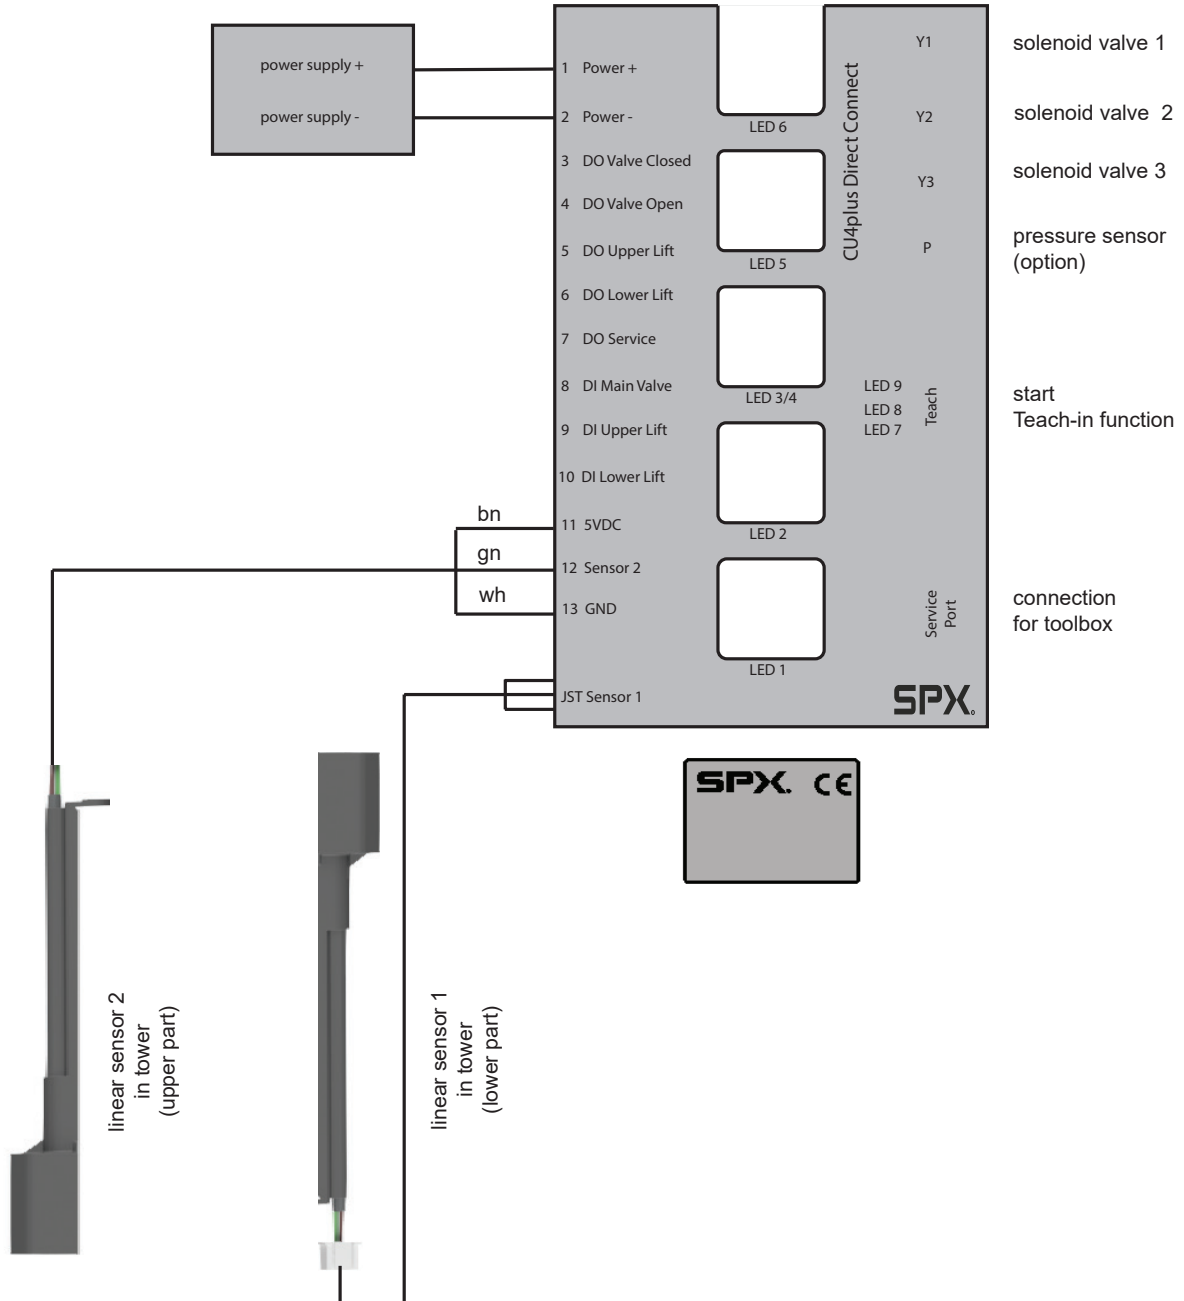 power supply +
power supply -
1 Power +
2 Power -
3 DO Valve Closed
4 DO Valve Open
5 DO Upper Lift
6 DO Lower Lift
7 DO Service
8 DI Main Valve
9 DI Upper Lift
10 DI Lower Lift
11 5VDC
12 Sensor 2
13 GND
JST Sensor 1
bn
gn
wh
LED 6
LED 5
LED 3/4
LED 2
LED 1
CU4plus Direct Connect
Y1
Y2
Y3
P
LED 9
LED 8
LED 7
Teach
Service
Port
SPX
solenoid valve 1
solenoid valve 2
solenoid valve 3
pressure sensor
(option)
start
Teach-in function
connection
for toolbox
SPX. CE
linear sensor 2
in tower
(upper part)
linear sensor 1
in tower
(lower part)